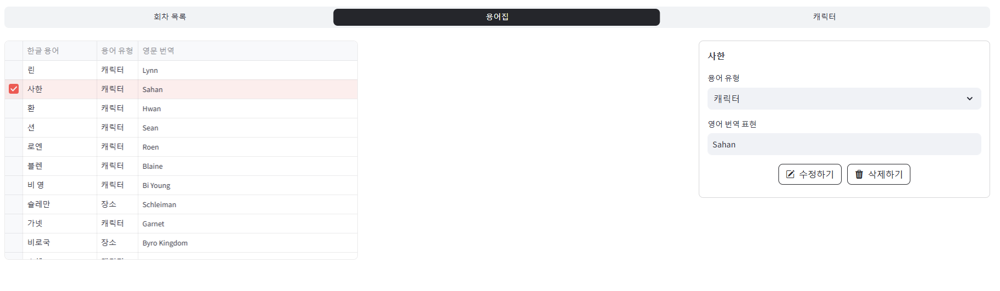 회차 목록 용어집 캐릭터
한글 용어 용어 유형 영문 번역
린 캐릭터 Lynn
사한 캐릭터 Sahan
환 캐릭터 Hwan
션 캐릭터 Sean
로엔 캐릭터 Roen
블렌 캐릭터 Blaine
비 영 캐릭터 Bi Young
슐레만 장소 Schleiman
가넷 캐릭터 Garnet
비로국 장소 Byro Kingdom
사한
용어 유형
캐릭터
영어 번역 표현
Sahan
수정하기 삭제하기